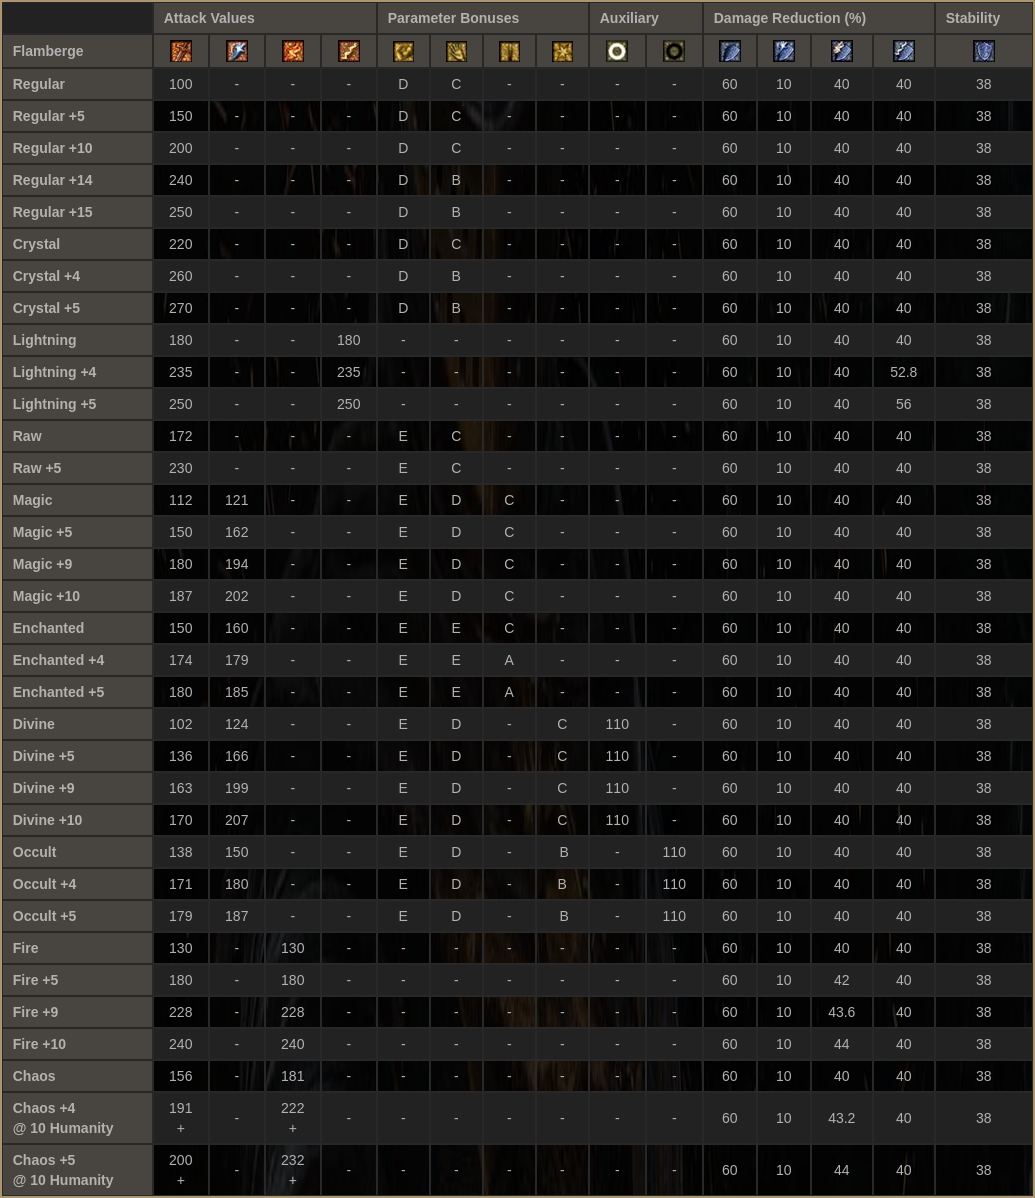 Attack Values Parameter Bonuses Auxiliary Damage Reduction (%) Stability
Flamberge
Regular 100 - - - D C - - - - 60 10 40 40 38
Regular +5 150 - - - D C - - - - 60 10 40 40 38
Regular +10 200 - - - D C - - - - 60 10 40 40 38
Regular +14 240 - - - D B - - - - 60 10 40 40 38
Regular +15 250 - - - D B - - - - 60 10 40 40 38
Crystal 220 - - - D C - - - - 60 10 40 40 38
Crystal +4 260 - - - D B - - - - 60 10 40 40 38
Crystal +5 270 - - - D B - - - - 60 10 40 40 38
Lightning 180 - - 180 - - - - - - 60 10 40 40 38
Lightning +4 235 - - 235 - - - - - - 60 10 40 52.8 38
Lightning +5 250 - - 250 - - - - - - 60 10 40 56 38
Raw 172 - - - E C - - - - 60 10 40 40 38
Raw +5 230 - - - E C - - - - 60 10 40 40 38
Magic 112 121 - - E D C - - - 60 10 40 40 38
Magic +5 150 162 - - E D C - - - 60 10 40 40 38
Magic +9 180 194 - - E D C - - - 60 10 40 40 38
Magic +10 187 202 - - E D C - - - 60 10 40 40 38
Enchanted 150 160 - - E E C - - - 60 10 40 40 38
Enchanted +4 174 179 - - E E A - - - 60 10 40 40 38
Enchanted +5 180 185 - - E E A - - - 60 10 40 40 38
Divine 102 124 - - E D - C 110 - 60 10 40 40 38
Divine +5 136 166 - - E D - C 110 - 60 10 40 40 38
Divine +9 163 199 - - E D - C 110 - 60 10 40 40 38
Divine +10 170 207 - - E D - C 110 - 60 10 40 40 38
Occult 138 150 - - E D - B - 110 60 10 40 40 38
Occult +4 171 180 - - E D - B - 110 60 10 40 40 38
Occult +5 179 187 - - E D - B - 110 60 10 40 40 38
Fire 130 - 130 - - - - - - - 60 10 40 40 38
Fire +5 180 - 180 - - - - - - - 60 10 42 40 38
Fire +9 228 - 228 - - - - - - - 60 10 43.6 40 38
Fire +10 240 - 240 - - - - - - - 60 10 44 40 38
Chaos 156 - 181 - - - - - - - 60 10 40 40 38
Chaos +4 191 222
@ 10 Humanity + - + - - - - - - - 60 10 43.2 40 38
Chaos +5 200 232
@ 10 Humanity + - + - - - - - - - 60 10 44 40 38